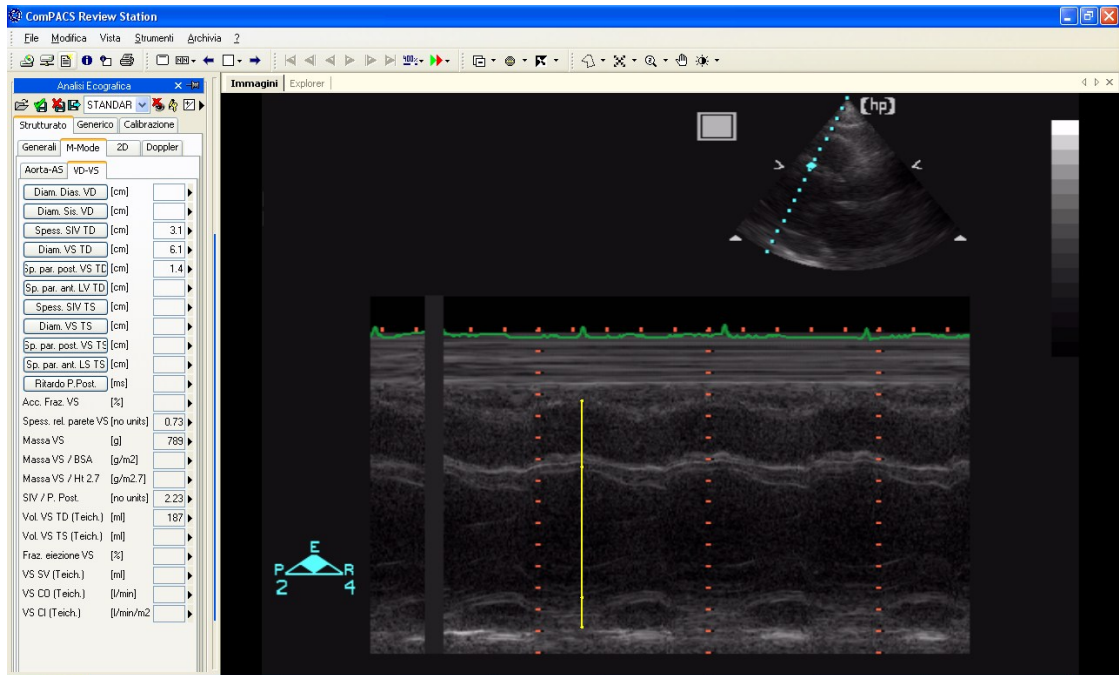 ComPACS Review Station
File Modifica Vista Strumenti Archivia ?
100%
Analisi Ecografica
STANDAR
Strutturato Generico Calibrazione
Generali M-Mode 2D Doppler
Aorta-AS VD-VS
Diam. Dias. VD [cm]
Diam. Sis. VD [cm]
Spess. SIV TD [cm] 3.1
Diam. VS TD [cm] 6.1
Sp. par. post. VS TD [cm] 1.4
Sp. par. ant. LV TD [cm]
Spess. SIV TS [cm]
Diam. VS TS [cm]
Sp. par. post. VS TS [cm]
Sp. par. ant. LS TS [cm]
Ritardo P.Post. [ms]
Acc. Fraz. VS [%]
Spess. rel. parete VS [no units] 0.73
Massa VS [g] 789
Massa VS / BSA [g/m2]
Massa VS / Ht 2.7 [g/m2.7]
SIV / P. Post. [no units] 2.23
Vol. VS TD (Teich.) [ml] 187
Vol. VS TS (Teich.) [ml]
Fraz. eiezione VS [%]
VS SV (Teich.) [ml]
VS CO (Teich.) [l/min]
VS CI (Teich.) [l/min/m2
Immagini Explorer
[hp]
E
P R
2 4